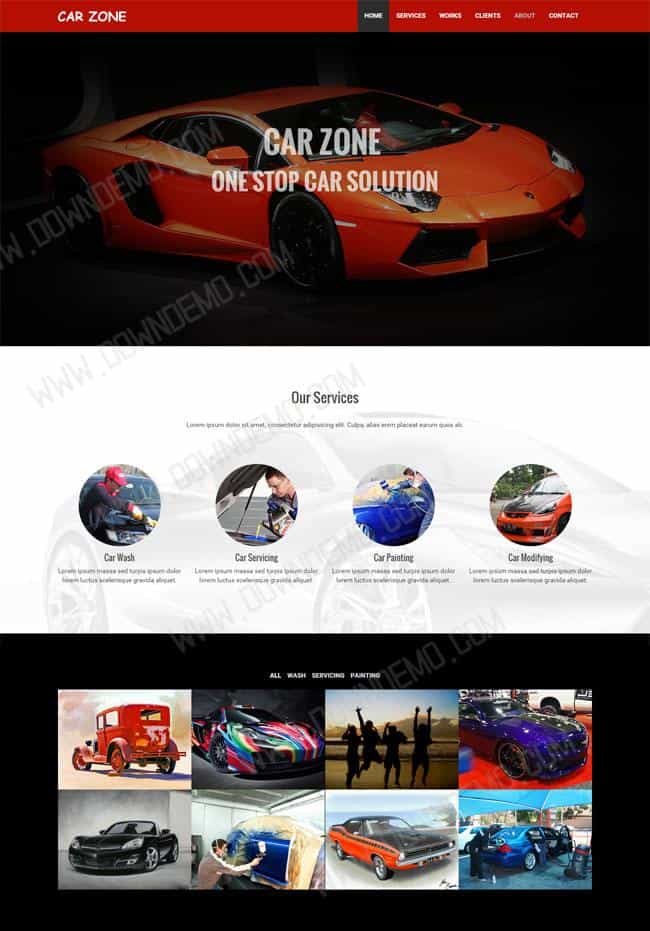 CAR ZONE
HOME SERVICES WORKS CLIENTS ABOUT CONTACT
CAR ZONE
ONE STOP CAR SOLUTION
WWW.DOWNDEMO.COM
Our Services
Lorem ipsum dolor sit amet, consectetur adipisicing elit. Culpa, alias enim placeat earum quos ab.
Car Wash
Lorem ipsum massa sed turpis ipsum dolor
lorem luctus scelerisque gravida aliquet.
Car Servicing
Lorem ipsum massa sed turpis ipsum dolor
lorem luctus scelerisque gravida aliquet
Car Painting
Lorem ipsum massa sed turpis ipsum dolor
lorem luctus scelerisque gravida aliquet.
Car Modifying
Lorem ipsum massa sed turpis ipsum dolor
lorem luctus scelerisque gravida aliquet.
WWW.DOWNDEMO.COM
ALL WASH SERVICING PAINTING